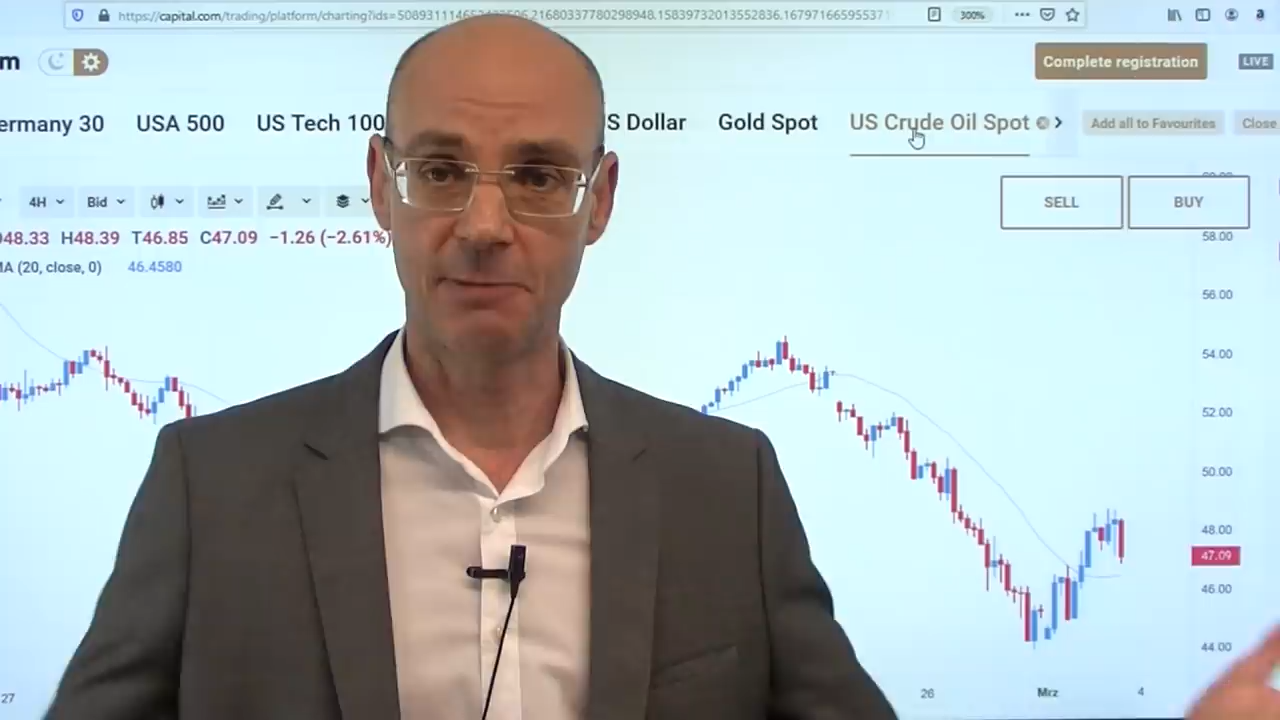 https://capital.com/trading/platform/charting?ids=
300%
m
Complete registration
LIVE
ermany 30 USA 500 US Tech 100 S Dollar Gold Spot US Crude Oil Spot Add all to Favourites Close
4H Bid SELL BUY
048.33 H48.39 T46.85 C47.09 −1.26 (−2.61%)
MA (20, close, 0) 46.4580
58.00
56.00
54.00
52.00
50.00
48.00
47.09
46.00
44.00
27 26 Mrz 4